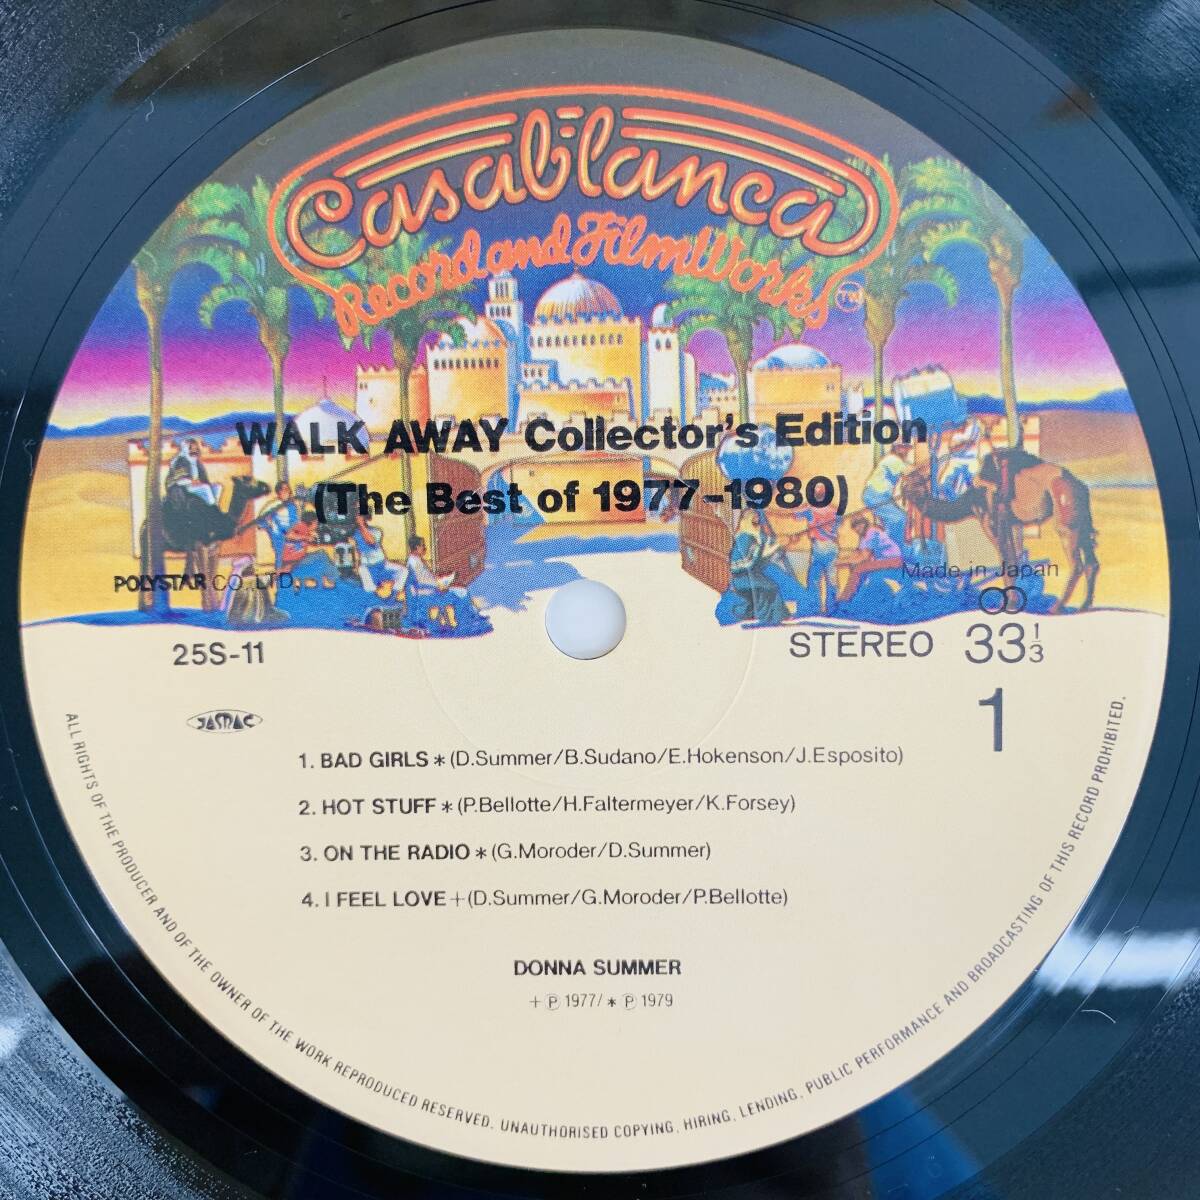 Casablanca
Record and FilmWorks TM
WALK AWAY Collector's Edition
(The Best of 1977-1980)
POLYSTAR CO., LTD.
Made in Japan
25S-11
STEREO 33 1/3
JASRAC
1
1. BAD GIRLS * (D.Summer/B.Sudano/E.Hokenson/J.Esposito)
2. HOT STUFF * (P.Bellotte/H.Faltermeyer/K.Forsey)
3. ON THE RADIO * (G.Moroder/D.Summer)
4. I FEEL LOVE + (D.Summer/G.Moroder/P.Bellotte)
DONNA SUMMER
+ Ⓟ 1977/ * Ⓟ 1979
ALL RIGHTS OF THE PRODUCER AND OF THE OWNER OF THE WORK REPRODUCED RESERVED. UNAUTHORISED COPYING, HIRING, LENDING, PUBLIC PERFORMANCE AND BROADCASTING OF THIS RECORD PROHIBITED.